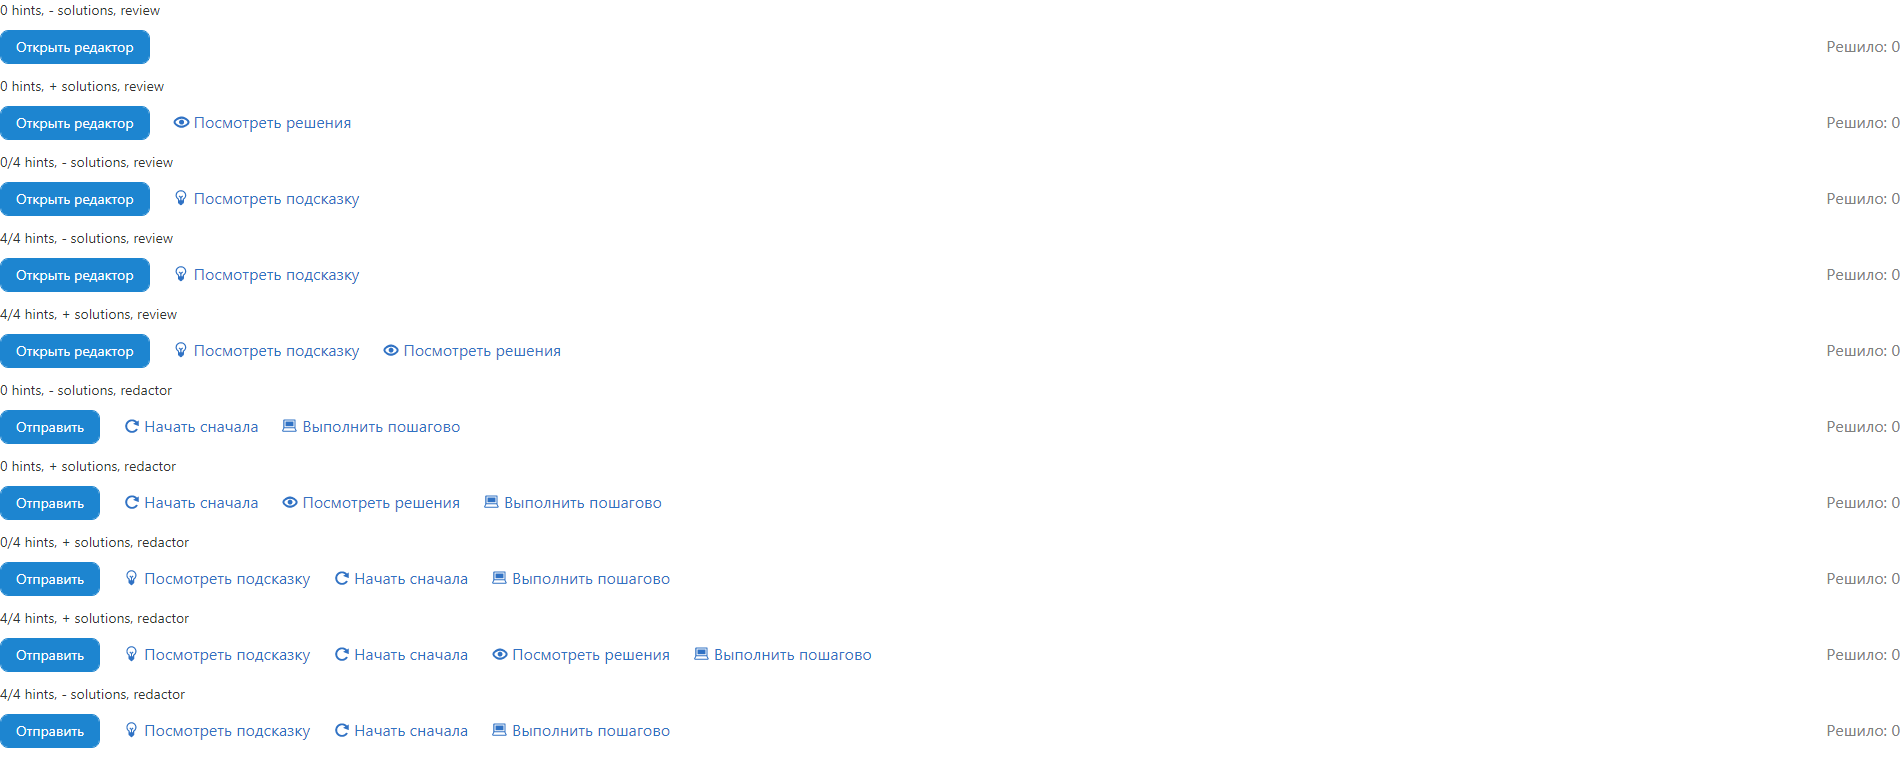 0 hints, - solutions, review
Открыть редактор Решило: 0
0 hints, + solutions, review
Открыть редактор Посмотреть решения Решило: 0
0/4 hints, - solutions, review
Открыть редактор Посмотреть подсказку Решило: 0
4/4 hints, - solutions, review
Открыть редактор Посмотреть подсказку Решило: 0
4/4 hints, + solutions, review
Открыть редактор Посмотреть подсказку Посмотреть решения Решило: 0
0 hints, - solutions, redactor
Отправить Начать сначала Выполнить пошагово Решило: 0
0 hints, + solutions, redactor
Отправить Начать сначала Посмотреть решения Выполнить пошагово Решило: 0
0/4 hints, + solutions, redactor
Отправить Посмотреть подсказку Начать сначала Выполнить пошагово Решило: 0
4/4 hints, + solutions, redactor
Отправить Посмотреть подсказку Начать сначала Посмотреть решения Выполнить пошагово Решило: 0
4/4 hints, - solutions, redactor
Отправить Посмотреть подсказку Начать сначала Выполнить пошагово Решило: 0